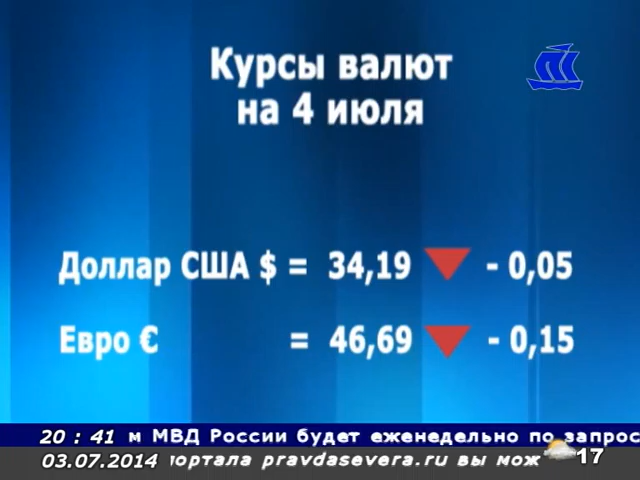 Курсы валют
на 4 июля
Доллар США $ = 34,19 - 0,05
Евро € = 46,69 - 0,15
20 : 41 м МВД России будет еженедельно по запрос
03.07.2014 портала pravdasevera.ru вы мож 17